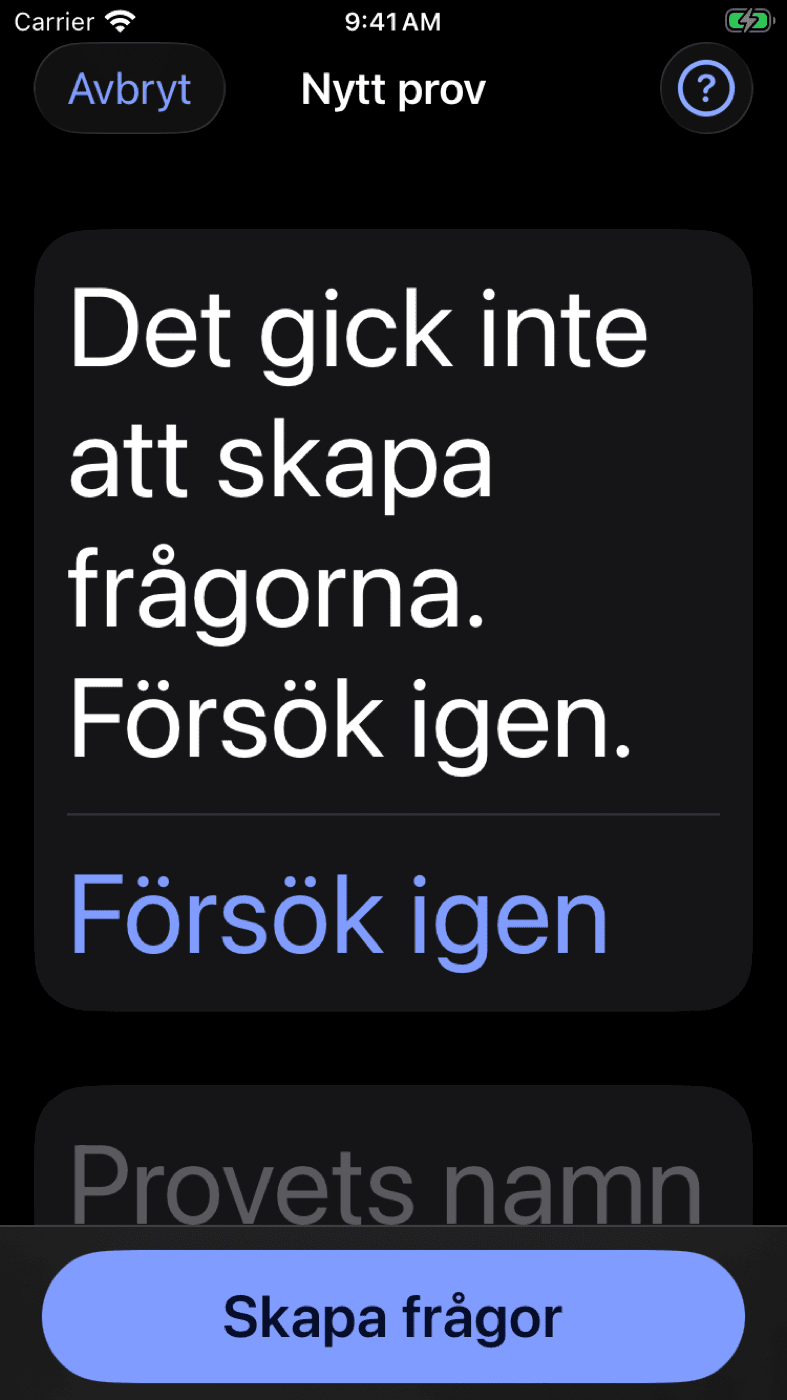 Carrier 9:41 AM
Avbryt Nytt prov ?
Det gick inte
att skapa
frågorna.
Försök igen.
Försök igen
Provets namn
Skapa frågor